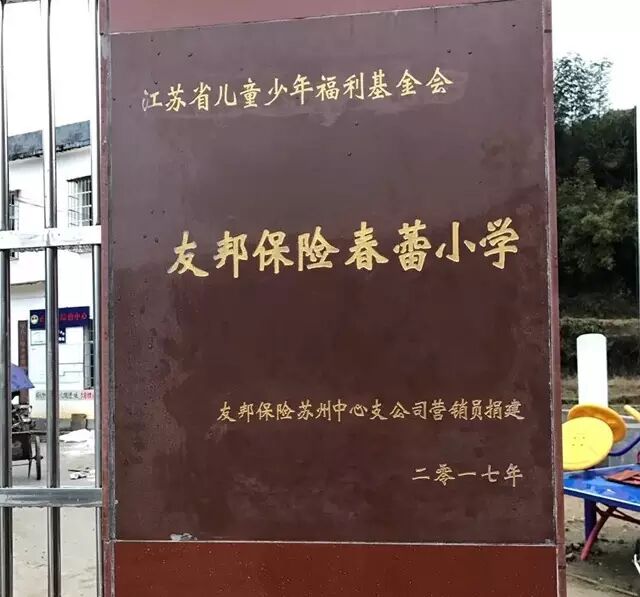 江苏省儿童少年福利基金会
友邦保险春蕾小学
友邦保险苏州中心支公司营销员捐建
二零一七年